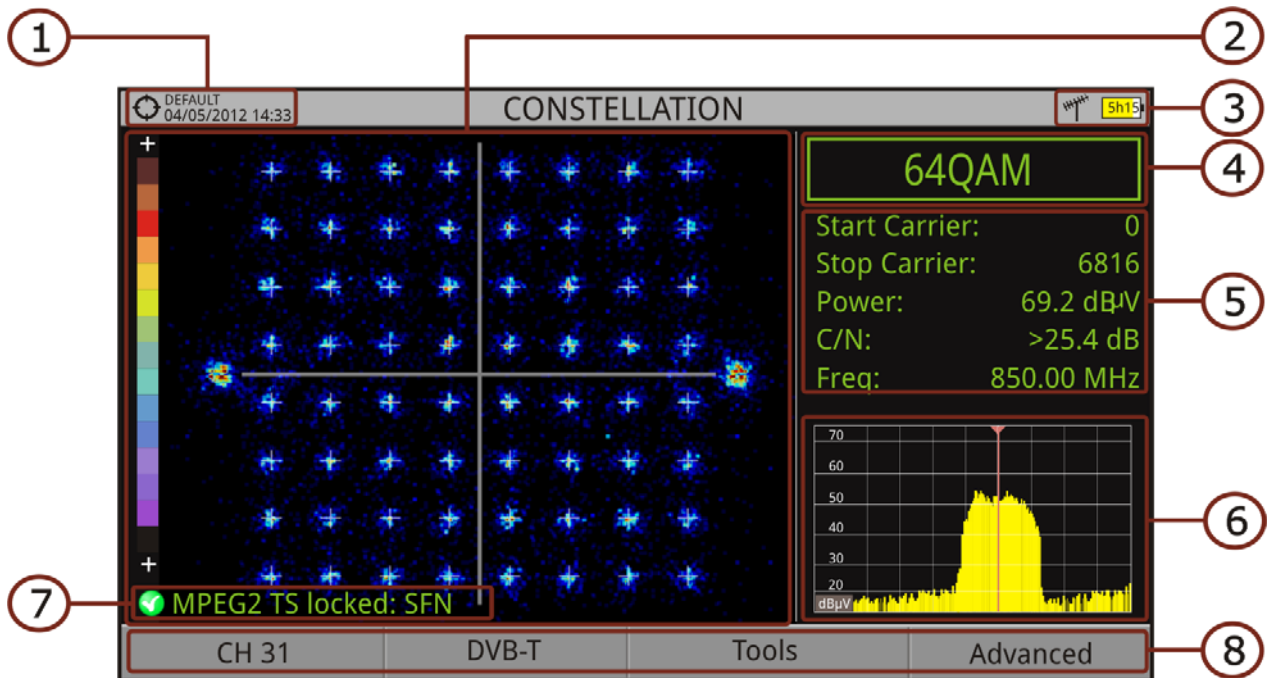 1
2
DEFAULT
04/05/2012 14:33
CONSTELLATION
5h15
3
+
64QAM
4
Start Carrier: 0
Stop Carrier: 6816
Power: 69.2 dBµV
C/N: >25.4 dB
Freq: 850.00 MHz
5
70
60
50
40
30
20
dBµV
6
+
7
MPEG2 TS locked: SFN
CH 31
DVB-T
Tools
Advanced
8